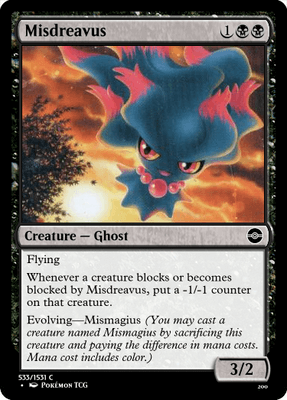 Misdreavus 1
Creature — Ghost
Flying
Whenever a creature blocks or becomes
blocked by Misdreavus, put a -1/-1 counter
on that creature.
Evolving—Mismagius (You may cast a
creature named Mismagius by sacrificing this
creature and paying the difference in mana costs.
Mana cost includes color.)
3/2
533/1531 C
• Pokémon TCG
200